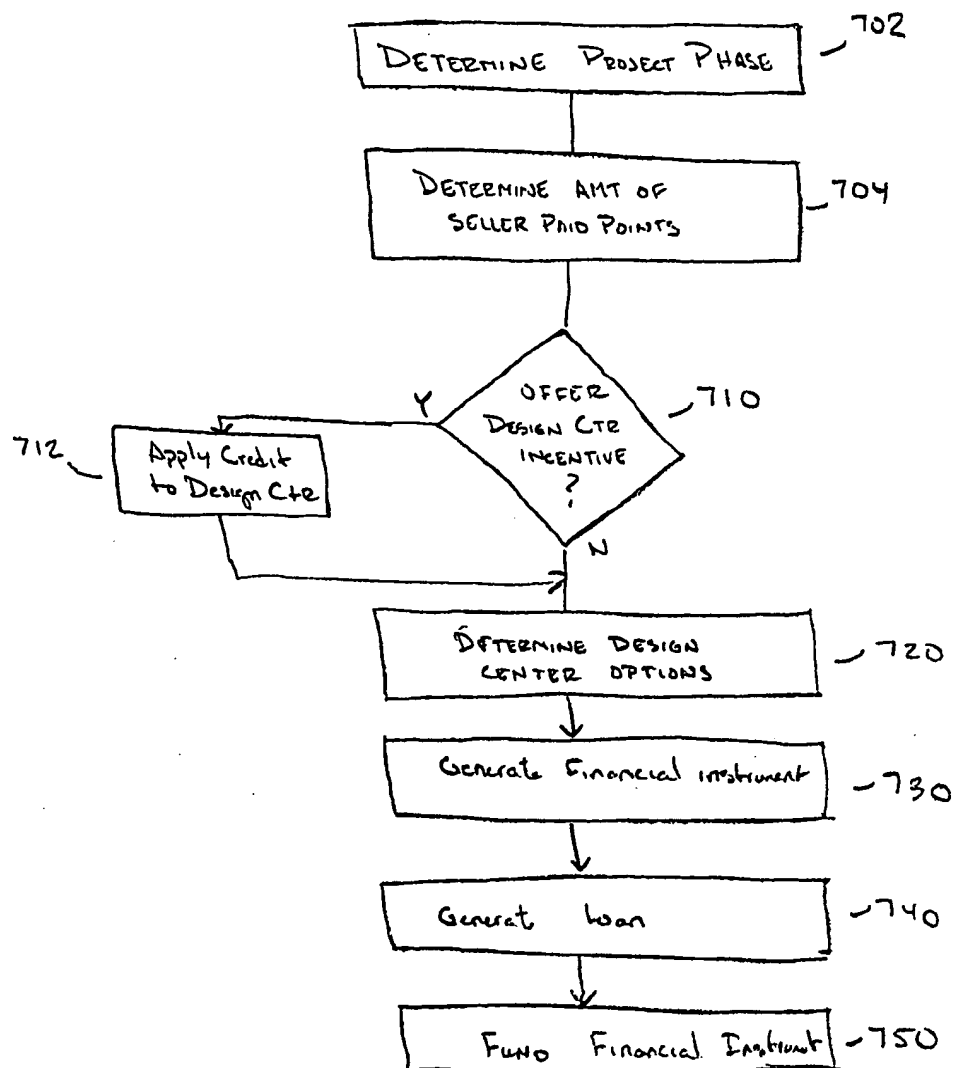 702
DETERMINE PROJECT PHASE
DETERMINE AMT OF
SELLER PAID POINTS
704
OFFER
DESIGN CTR
INCENTIVE
?
710
Y
N
712
Apply Credit
to Design CtR
DETERMINE DESIGN
CENTER OPTIONS
720
Generate Financial instrument
730
Generate Loan
740
FUND Financial Instrument
750